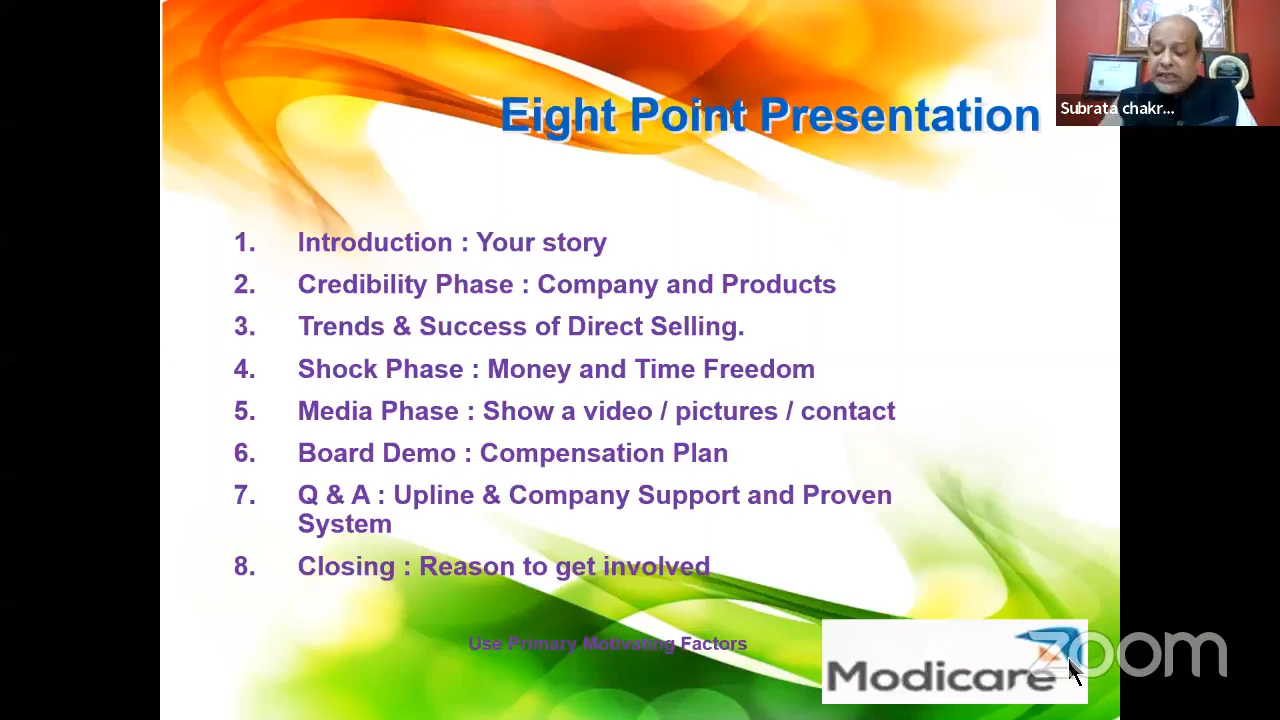 Eight Point Presentation
Subrata chakr...
1. Introduction : Your story
2. Credibility Phase : Company and Products
3. Trends & Success of Direct Selling.
4. Shock Phase : Money and Time Freedom
5. Media Phase : Show a video / pictures / contact
6. Board Demo : Compensation Plan
7. Q & A : Upline & Company Support and Proven
System
8. Closing : Reason to get involved
Use Primary Motivating Factors
Modicare
zoom